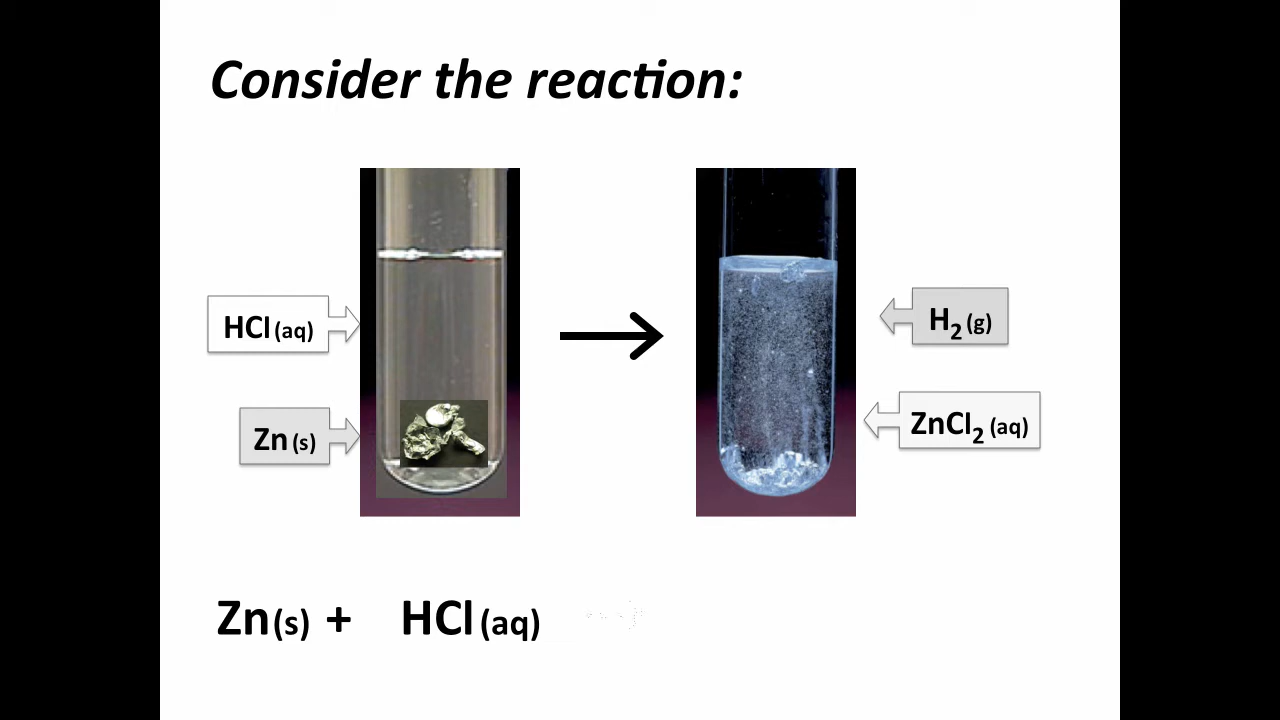 Consider the reaction:
HCl (aq)
Zn (s)
H₂ (g)
ZnCl₂ (aq)
Zn (s) + HCl (aq)